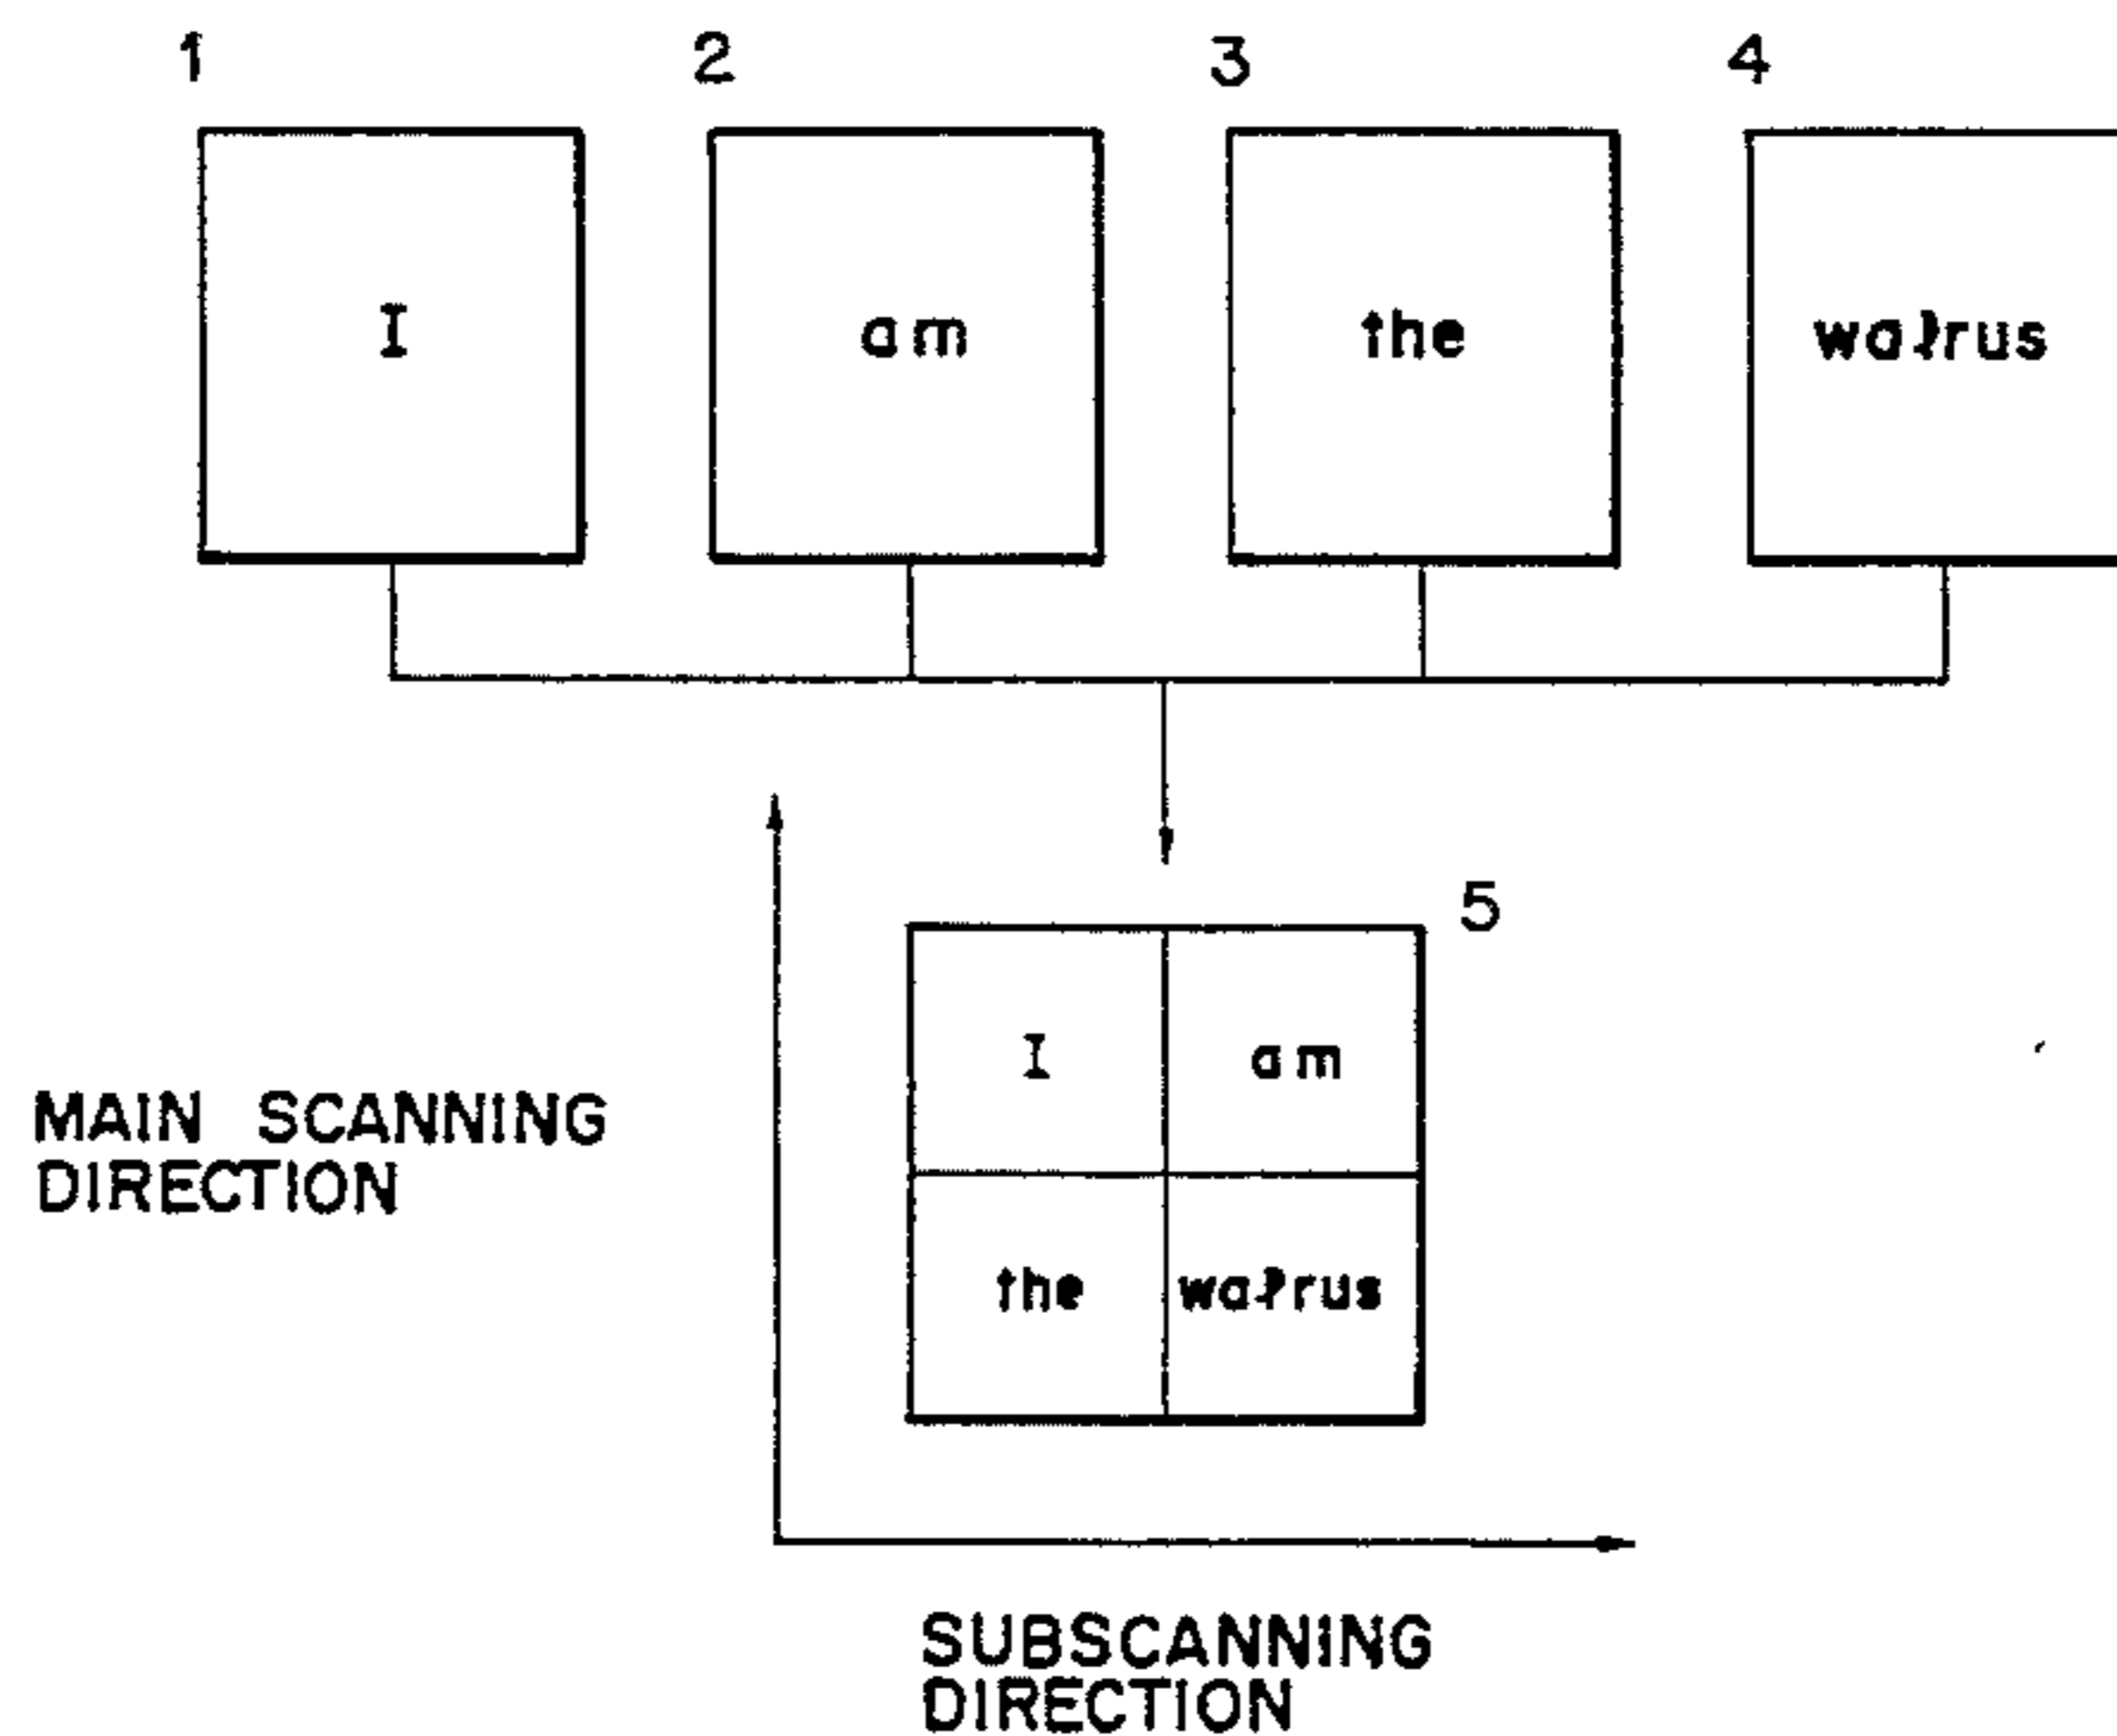 1 2 3 4
I am the walrus
5
I am
MAIN SCANNING
DIRECTION
the walrus
SUBSCANNING
DIRECTION